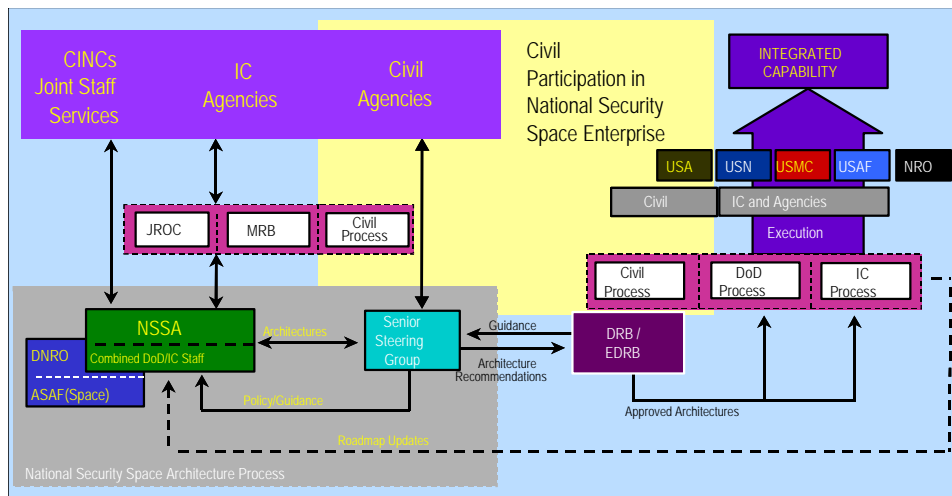 CINCs
Joint Staff
Services
IC
Agencies
Civil
Agencies
Civil
Participation in
National Security
Space Enterprise
INTEGRATED
CAPABILITY
USA
USN
USMC
USAF
NRO
Civil
IC and Agencies
Execution
JROC
MRB
Civil
Process
Civil
Process
DoD
Process
IC
Process
NSSA
Combined DoD/IC Staff
DNRO
ASAF(Space)
Architectures
Senior
Steering
Group
Guidance
Architecture
Recommendations
DRB /
EDRB
Policy/Guidance
Approved Architectures
Roadmap Updates
National Security Space Architecture Process